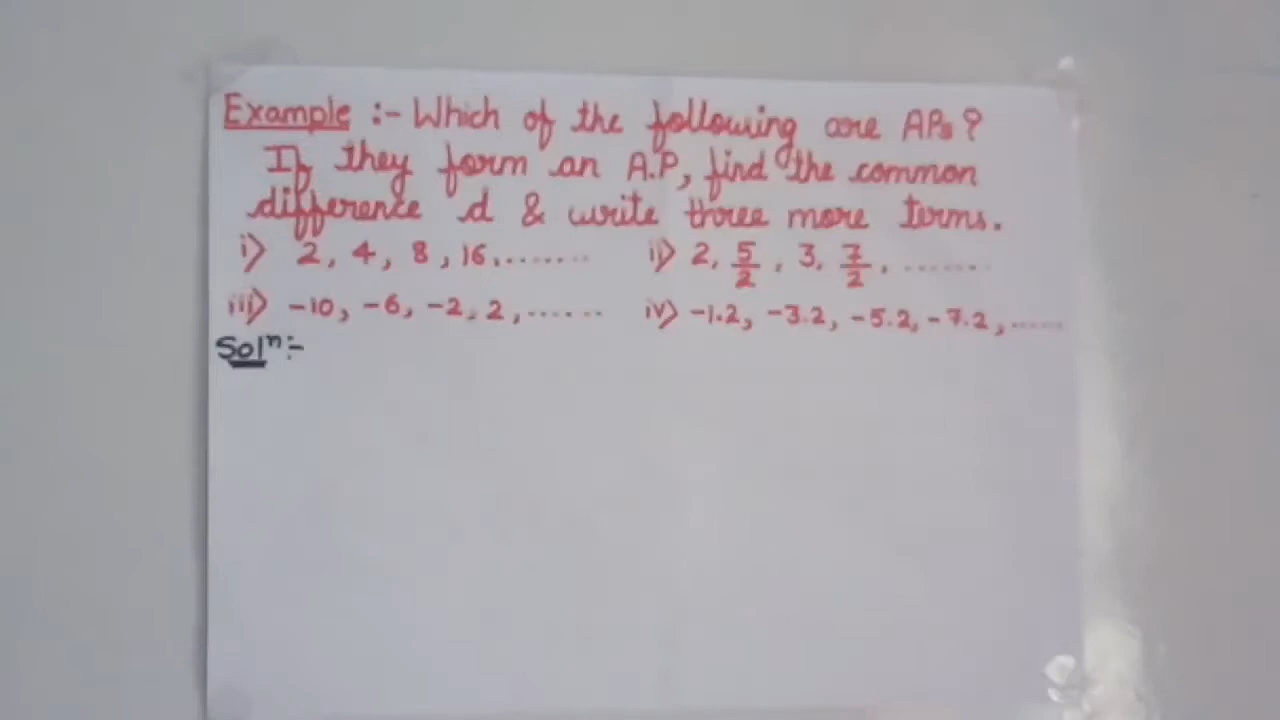 Example :- Which of the following are APs?
If they form an A.P, find the common
difference d & write three more terms.
i) 2, 4, 8, 16,....... ii) 2, 5/2, 3, 7/2, .......
iii) -10, -6, -2, 2, ...... iv) -1.2, -3.2, -5.2, -7.2, .....
Solⁿ:-